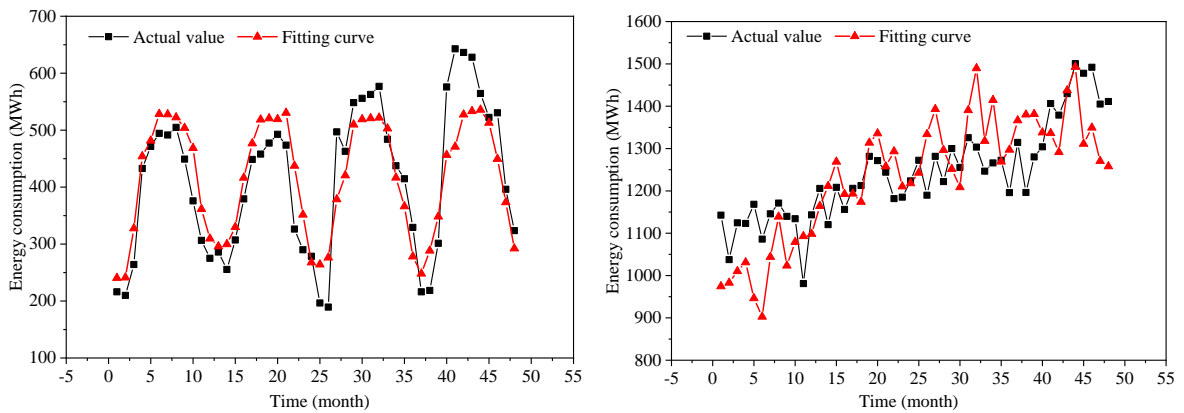 700
600
500
400
300
200
100
Energy consumption (MWh)
Actual value
Fitting curve
-5 0 5 10 15 20 25 30 35 40 45 50 55
Time (month)
1600
1500
1400
1300
1200
1100
1000
900
800
Energy consumption (MWh)
Actual value
Fitting curve
-5 0 5 10 15 20 25 30 35 40 45 50 55
Time (month)